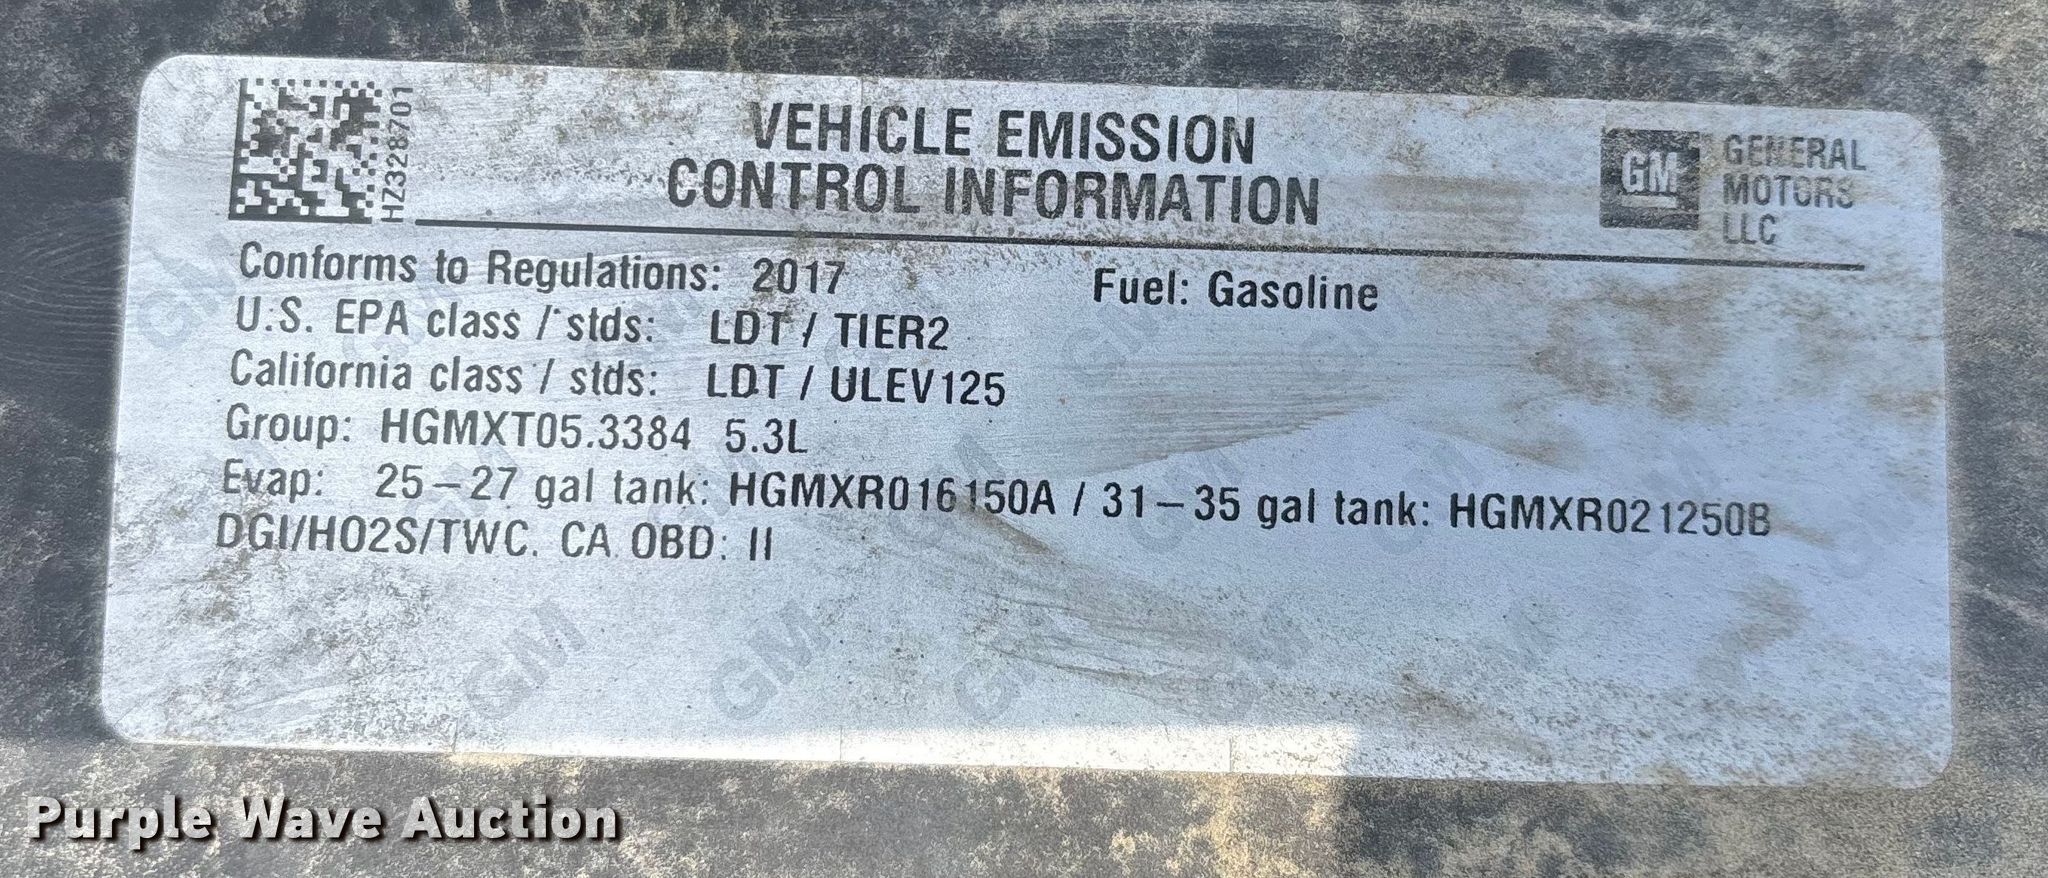 HZ328701
VEHICLE EMISSION
CONTROL INFORMATION
GM
GENERAL
MOTORS
LLC
Conforms to Regulations: 2017 Fuel: Gasoline
U.S. EPA class / stds: LDT / TIER2
California class / stds: LDT / ULEV125
Group: HGMXT05.3384 5.3L
Evap: 25–27 gal tank: HGMXR016150A / 31–35 gal tank: HGMXR021250B
DGI/HO2S/TWC. CA OBD: II
Purple Wave Auction